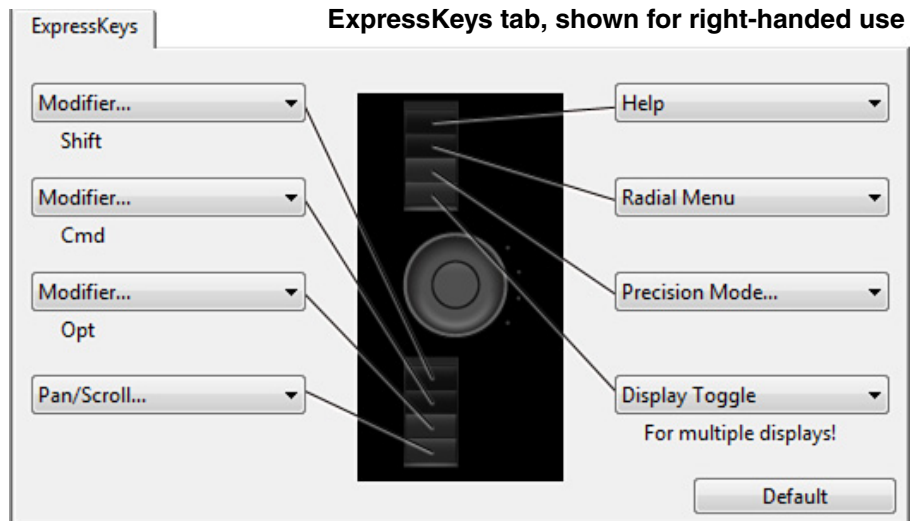 ExpressKeys tab, shown for right-handed use
ExpressKeys
Modifier...
Shift
Modifier...
Cmd
Modifier...
Opt
Pan/Scroll...
Help
Radial Menu
Precision Mode...
Display Toggle
For multiple displays!
Default